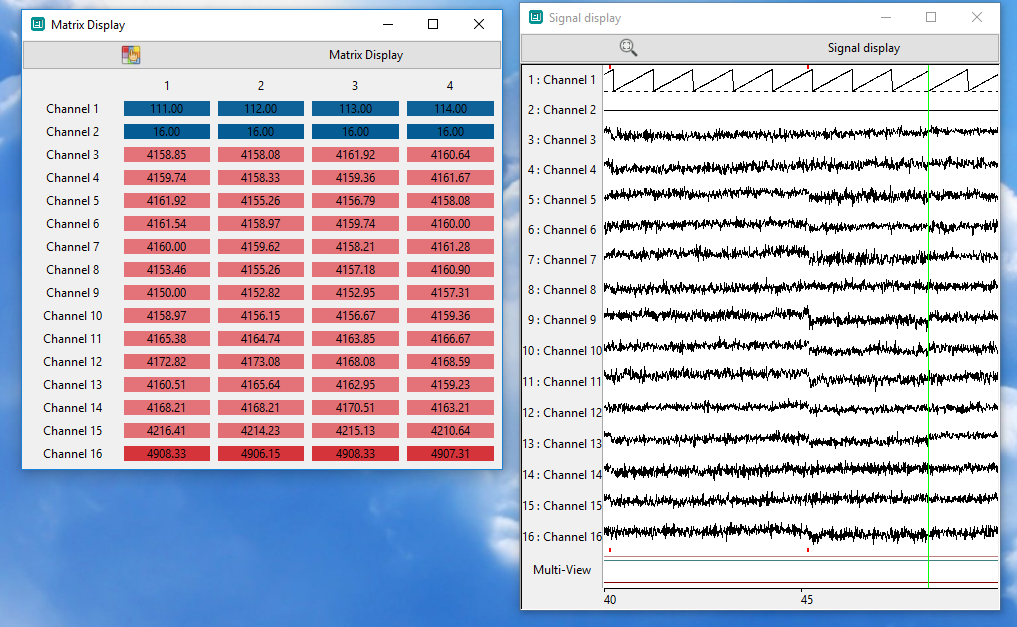 Matrix Display
Matrix Display
1 2 3 4
Channel 1 111.00 112.00 113.00 114.00
Channel 2 16.00 16.00 16.00 16.00
Channel 3 4158.85 4158.08 4161.92 4160.64
Channel 4 4159.74 4158.33 4159.36 4161.67
Channel 5 4161.92 4155.26 4156.79 4158.08
Channel 6 4161.54 4158.97 4159.74 4160.00
Channel 7 4160.00 4159.62 4158.21 4161.28
Channel 8 4153.46 4155.26 4157.18 4160.90
Channel 9 4150.00 4152.82 4152.95 4157.31
Channel 10 4158.97 4156.15 4156.67 4159.36
Channel 11 4165.38 4164.74 4163.85 4166.67
Channel 12 4172.82 4173.08 4168.08 4168.59
Channel 13 4160.51 4165.64 4162.95 4159.23
Channel 14 4168.21 4168.21 4170.51 4163.21
Channel 15 4216.41 4214.23 4215.13 4210.64
Channel 16 4908.33 4906.15 4908.33 4907.31
Signal display
Signal display
1 : Channel 1
2 : Channel 2
3 : Channel 3
4 : Channel 4
5 : Channel 5
6 : Channel 6
7 : Channel 7
8 : Channel 8
9 : Channel 9
10 : Channel 10
11 : Channel 11
12 : Channel 12
13 : Channel 13
14 : Channel 14
15 : Channel 15
16 : Channel 16
Multi-View
40 45